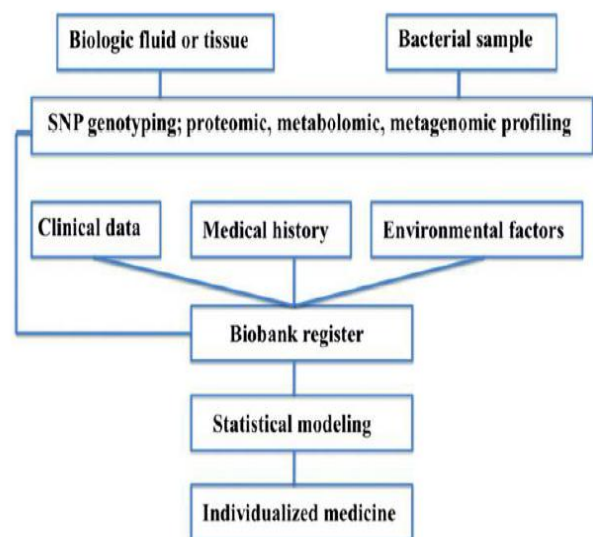 Biologic fluid or tissue
Bacterial sample
SNP genotyping; proteomic, metabolomic, metagenomic profiling
Clinical data
Medical history
Environmental factors
Biobank register
Statistical modeling
Individualized medicine